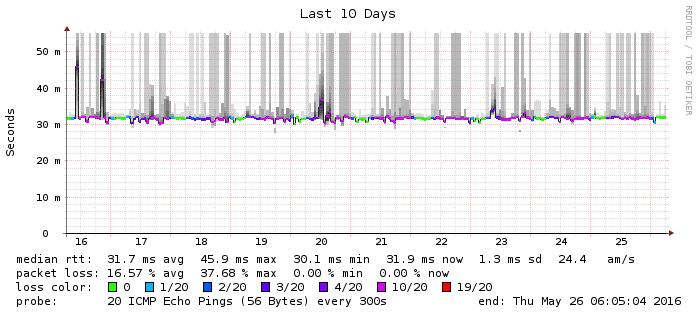 Last 10 Days
RRDTOOL / TOBI OETIKER
Seconds
50 m
40 m
30 m
20 m
10 m
0
16 17 18 19 20 21 22 23 24 25
median rtt: 31.7 ms avg 45.9 ms max 30.1 ms min 31.9 ms now 1.3 ms sd 24.4 am/s
packet loss: 16.57 % avg 37.68 % max 0.00 % min 0.00 % now
loss color: 0 1/20 2/20 3/20 4/20 10/20 19/20
probe: 20 ICMP Echo Pings (56 Bytes) every 300s end: Thu May 26 06:05:04 2016